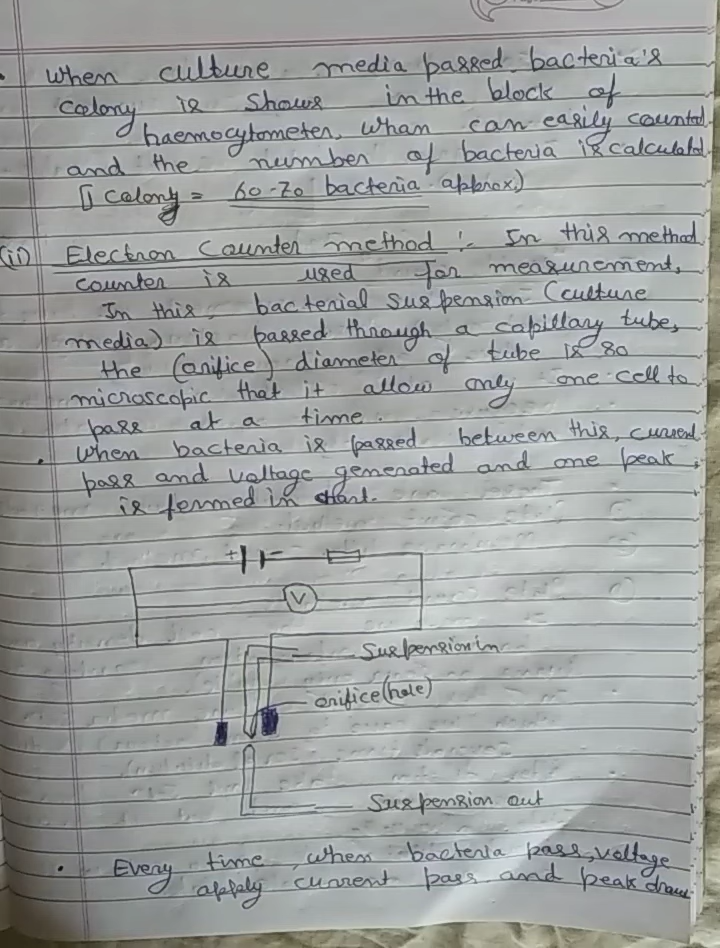 when culture media passed bacteria's
colony is shows in the block of
haemocytometer, whan can easily counted
and the number of bacteria is calculated
[1 colony = 60-70 bacteria approx.)
(ii) Electron Counter method :- In this method
counter is used for measurement,
In this, bacterial suspension (culture
media) is passed through a capillary tube,
the (orifice) diameter of tube is 80
microscopic that it allow only one cell to
pass at a time.
• when bacteria is passed between this, current
pass and voltage generated and one peak
is formed in chart.
+ -
V
Suspension in
orifice (hole)
Suspension out
• Every time, when bacteria pass, voltage
apply current pass and peak draw